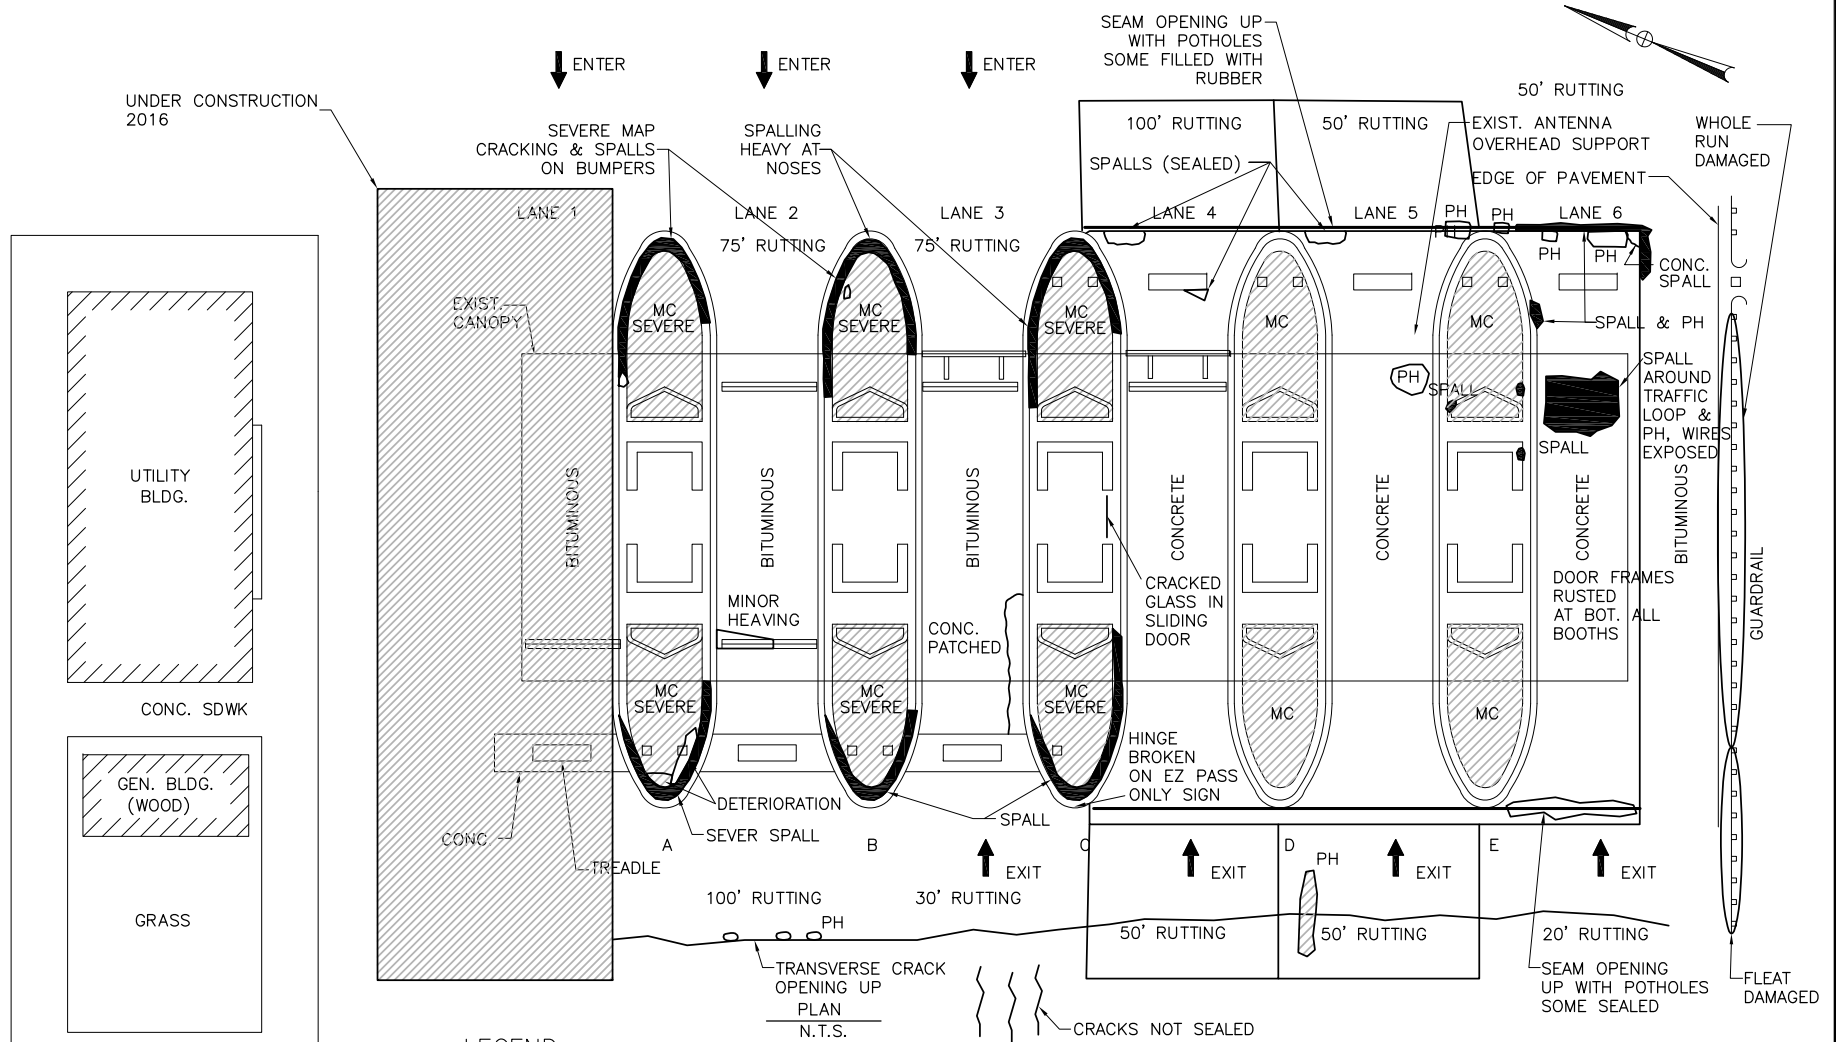 SEAM OPENING UP
WITH POTHOLES
SOME FILLED WITH
RUBBER
ENTER
ENTER
ENTER
50' RUTTING
UNDER CONSTRUCTION
2016
SEVERE MAP
CRACKING & SPALLS
ON BUMPERS
SPALLING
HEAVY AT
NOSES
100' RUTTING
50' RUTTING
EXIST. ANTENNA
OVERHEAD SUPPORT
WHOLE
RUN
DAMAGED
SPALLS (SEALED)
EDGE OF PAVEMENT
LANE 1
LANE 2
LANE 3
LANE 4
LANE 5
PH
PH
LANE 6
75' RUTTING
75' RUTTING
PH
PH
PH
CONC.
SPALL
EXIST.
CANOPY
MC
SEVERE
MC
SEVERE
MC
SEVERE
MC
MC
SPALL & PH
PH
SPALL
SPALL
AROUND
TRAFFIC
LOOP &
PH, WIRES
EXPOSED
SPALL
UTILITY
BLDG.
BITUMINOUS
BITUMINOUS
BITUMINOUS
CONCRETE
CONCRETE
CONCRETE
BITUMINOUS
GUARDRAIL
MINOR
HEAVING
CONC.
PATCHED
CRACKED
GLASS IN
SLIDING
DOOR
DOOR FRAMES
RUSTED
AT BOT. ALL
BOOTHS
MC
SEVERE
MC
SEVERE
MC
SEVERE
MC
MC
CONC. SDWK
GEN. BLDG.
(WOOD)
HINGE
BROKEN
ON EZ PASS
ONLY SIGN
DETERIORATION
SEVER SPALL
SPALL
CONC
TREADLE
A
B
C
D
E
EXIT
EXIT
EXIT
EXIT
PH
GRASS
100' RUTTING
30' RUTTING
PH
50' RUTTING
50' RUTTING
20' RUTTING
TRANSVERSE CRACK
OPENING UP
SEAM OPENING
UP WITH POTHOLES
SOME SEALED
FLEAT
DAMAGED
PLAN
N.T.S.
CRACKS NOT SEALED
LEGEND